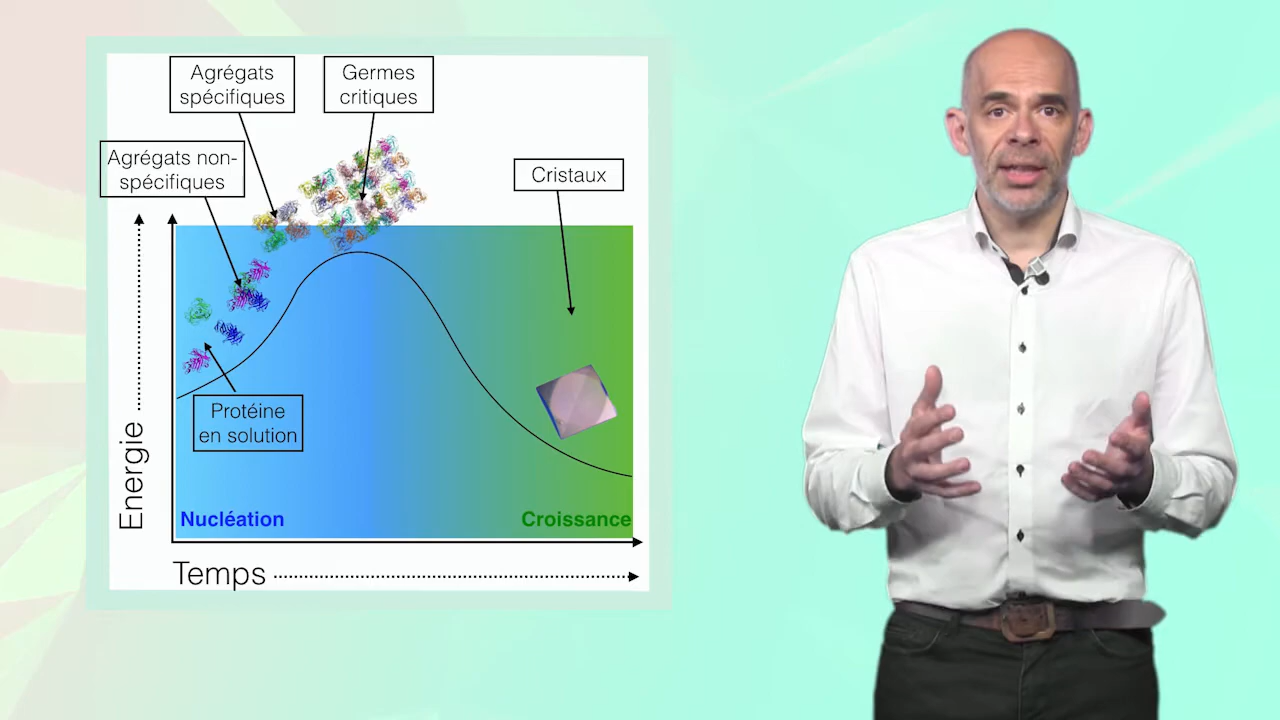 Agrégats
spécifiques
Germes
critiques
Agrégats non-
spécifiques
Cristaux
Protéine
en solution
Energie
Nucléation
Croissance
Temps